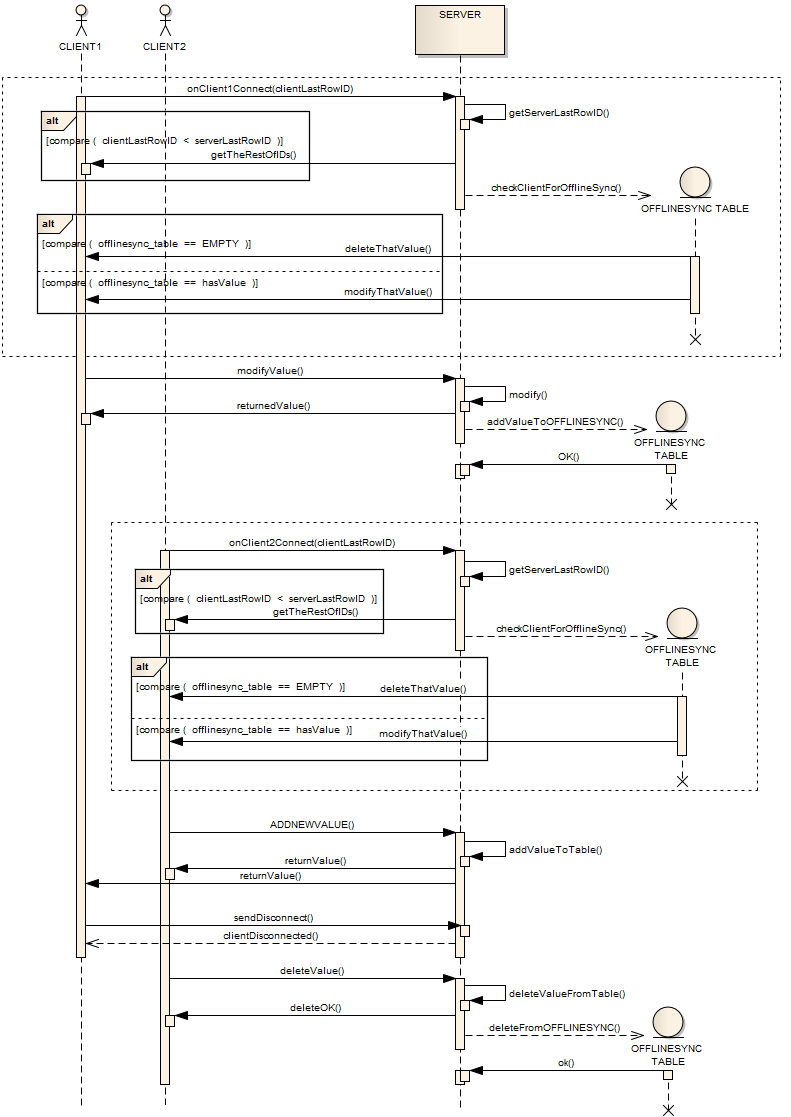 CLIENT1
CLIENT2
SERVER
onClient1Connect(clientLastRowID)
getServerLastRowID()
alt
[compare ( clientLastRowID < serverLastRowID )]
getTheRestOfIDs()
checkClientForOfflineSync()
OFFLINESYNC TABLE
alt
[compare ( offlinesync_table == EMPTY )]
deleteThatValue()
[compare ( offlinesync_table == hasValue )]
modifyThatValue()
modifyValue()
modify()
returnedValue()
addValueToOFFLINESYNC()
OFFLINESYNC
TABLE
OK()
onClient2Connect(clientLastRowID)
getServerLastRowID()
alt
[compare ( clientLastRowID < serverLastRowID )]
getTheRestOfIDs()
checkClientForOfflineSync()
OFFLINESYNC
TABLE
alt
[compare ( offlinesync_table == EMPTY )]
deleteThatValue()
[compare ( offlinesync_table == hasValue )]
modifyThatValue()
ADDNEWVALUE()
addValueToTable()
returnValue()
returnValue()
sendDisconnect()
clientDisconnected()
deleteValue()
deleteValueFromTable()
deleteOK()
deleteFromOFFLINESYNC()
OFFLINESYNC
TABLE
ok()